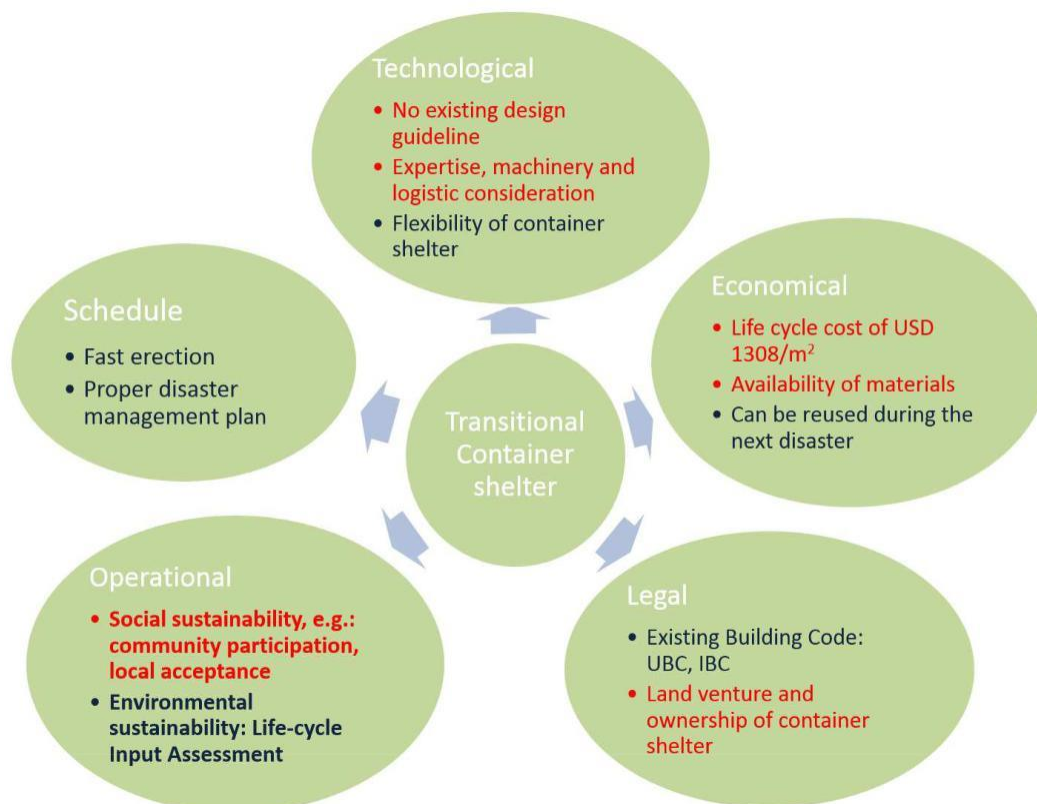 Technological
• No existing design
guideline
• Expertise, machinery and
logistic consideration
• Flexibility of container
shelter
Economical
• Life cycle cost of USD
1308/m²
• Availability of materials
• Can be reused during the
next disaster
Schedule
• Fast erection
• Proper disaster
management plan
Transitional
Container
shelter
Operational
• Social sustainability, e.g.:
community participation,
local acceptance
• Environmental
sustainability: Life-cycle
Input Assessment
Legal
• Existing Building Code:
UBC, IBC
• Land venture and
ownership of container
shelter